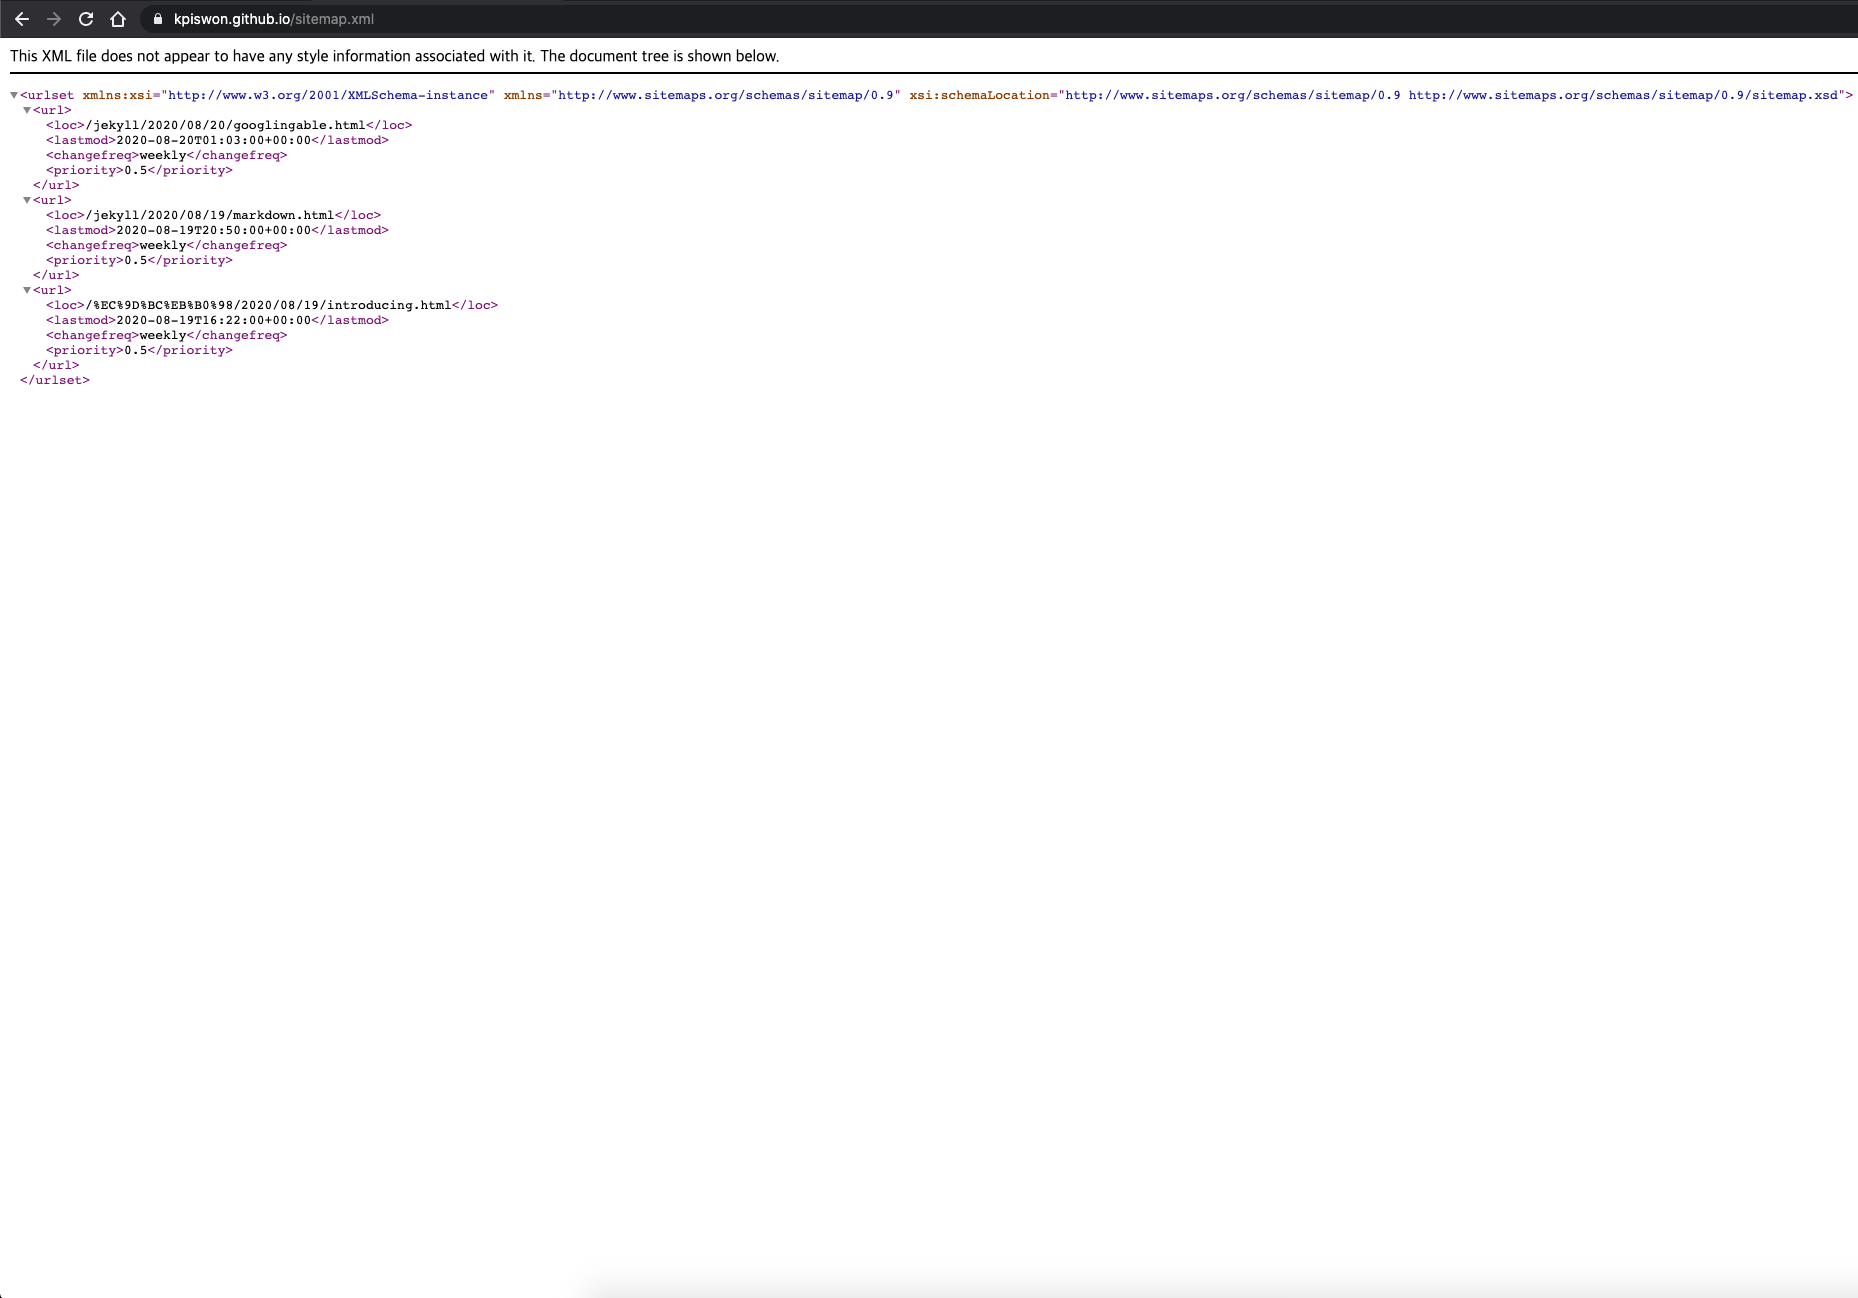 kpiswon.github.io/sitemap.xml
This XML file does not appear to have any style information associated with it. The document tree is shown below.
<urlset xmlns:xsi="http://www.w3.org/2001/XMLSchema-instance" xmlns="http://www.sitemaps.org/schemas/sitemap/0.9" xsi:schemaLocation="http://www.sitemaps.org/schemas/sitemap/0.9 http://www.sitemaps.org/schemas/sitemap/0.9/sitemap.xsd">
<url>
<loc>/jekyll/2020/08/20/googlingable.html</loc>
<lastmod>2020-08-20T01:03:00+00:00</lastmod>
<changefreq>weekly</changefreq>
<priority>0.5</priority>
</url>
<url>
<loc>/jekyll/2020/08/19/markdown.html</loc>
<lastmod>2020-08-19T20:50:00+00:00</lastmod>
<changefreq>weekly</changefreq>
<priority>0.5</priority>
</url>
<url>
<loc>/%EC%9D%BC%EB%B0%98/2020/08/19/introducing.html</loc>
<lastmod>2020-08-19T16:22:00+00:00</lastmod>
<changefreq>weekly</changefreq>
<priority>0.5</priority>
</url>
</urlset>